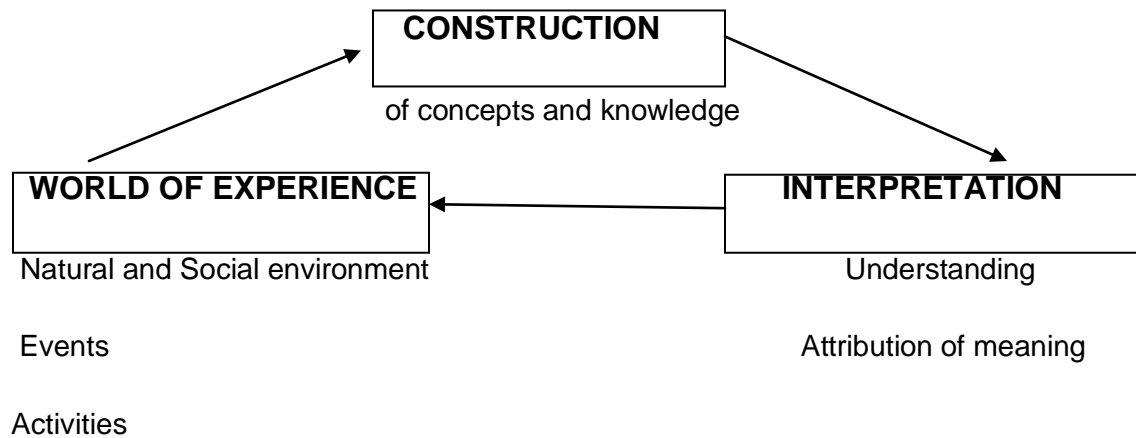 CONSTRUCTION
of concepts and knowledge
WORLD OF EXPERIENCE
INTERPRETATION
Natural and Social environment
Understanding
Events
Attribution of meaning
Activities